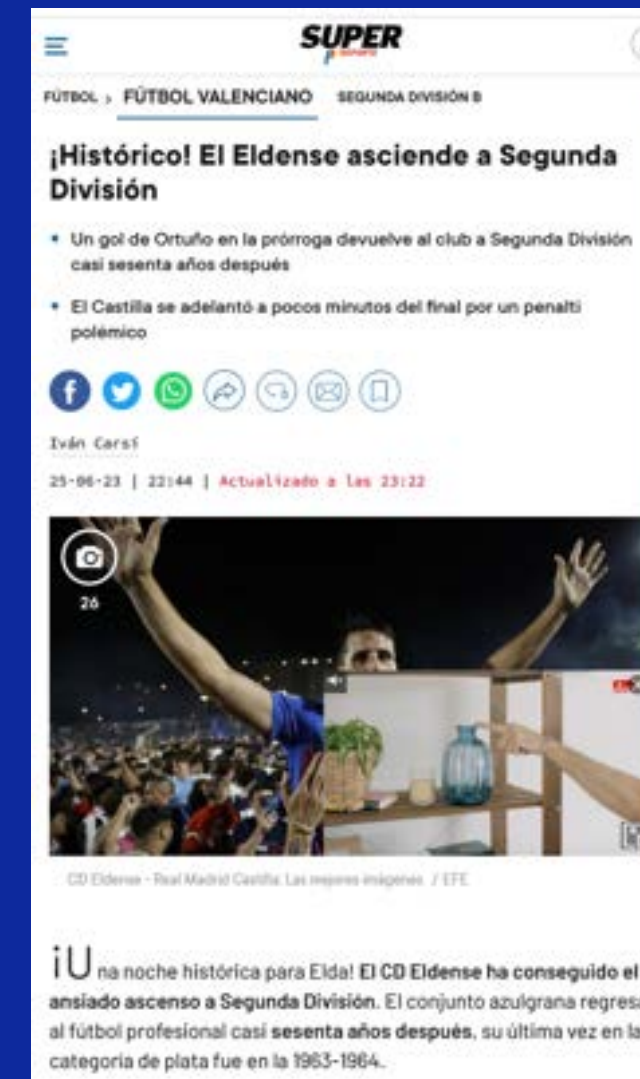 SUPER
deporte
FÚTBOL > FÚTBOL VALENCIANO SEGUNDA DIVISIÓN B
¡Histórico! El Eldense asciende a Segunda
División
• Un gol de Ortuño en la prórroga devuelve al club a Segunda División
casi sesenta años después
• El Castilla se adelantó a pocos minutos del final por un penalti
polémico
Iván Carsí
25-06-23 | 22:44 | Actualizado a las 23:22
26
CD Eldense - Real Madrid Castilla: Las mejores imágenes / EFE
¡Una noche histórica para Elda! El CD Eldense ha conseguido el
ansiado ascenso a Segunda División. El conjunto azulgrana regresa
al fútbol profesional casi sesenta años después, su última vez en la
categoría de plata fue en la 1963-1964.